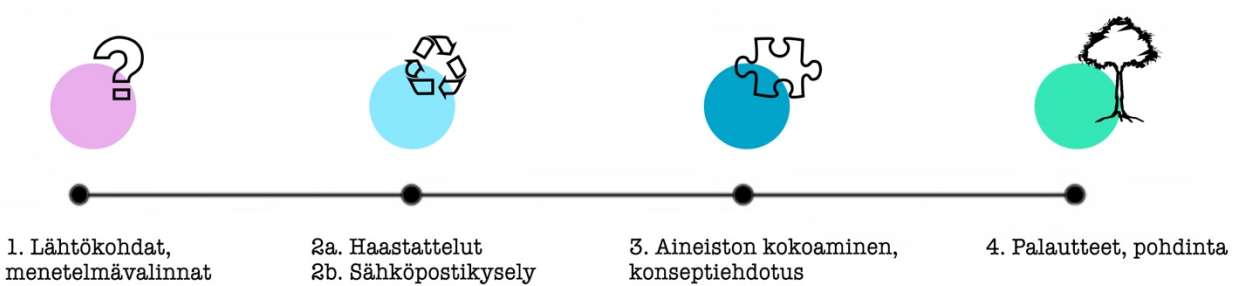 1. Lähtökohdat,
menetelmävalinnat
2a. Haastattelut
2b. Sähköpostikysely
3. Aineiston kokoaminen,
konseptiehdotus
4. Palautteet, pohdinta